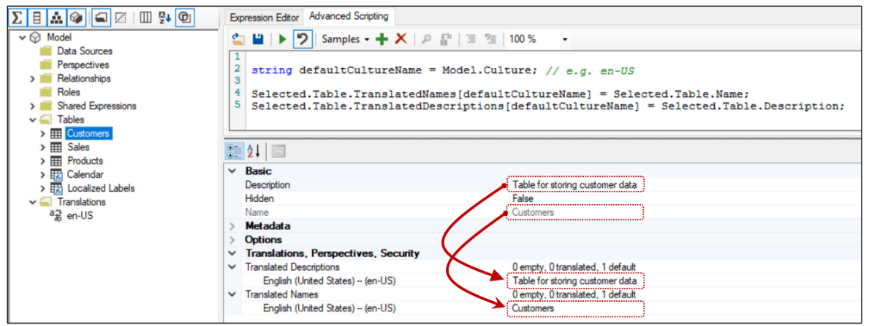 Expression Editor Advanced Scripting
Model
Data Sources
Perspectives
Relationships
Roles
Shared Expressions
Tables
Customers
Sales
Products
Calendar
Localized Labels
Translations
en-US
Samples 100 %
1
2 string defaultCultureName = Model.Culture; // e.g. en-US
3
4 Selected.Table.TranslatedNames[defaultCultureName] = Selected.Table.Name;
5 Selected.Table.TranslatedDescriptions[defaultCultureName] = Selected.Table.Description;
Basic
Description Table for storing customer data
Hidden False
Name Customers
Metadata
Options
Translations, Perspectives, Security
Translated Descriptions 0 empty, 0 translated, 1 default
English (United States) -- (en-US) Table for storing customer data
Translated Names 0 empty, 0 translated, 1 default
English (United States) -- (en-US) Customers